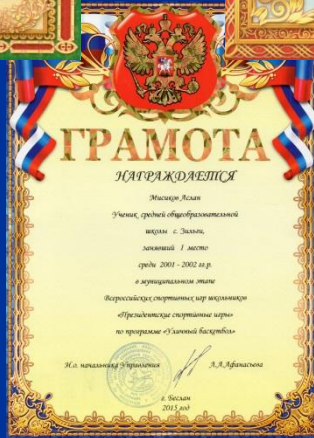 ГРАМОТА
НАГРАЖДАЕТСЯ
Мисиков Аслан
Ученик средней общеобразовательной
школы с. Зильги,
занявший I место
среди 2001 - 2002 гг.р.
в муниципальном этапе
Всероссийских спортивных игр школьников
«Президентские спортивные игры»
по программе «Уличный баскетбол»
И.о. начальника Управления А.А.Афанасьева
г. Беслан
2015 год